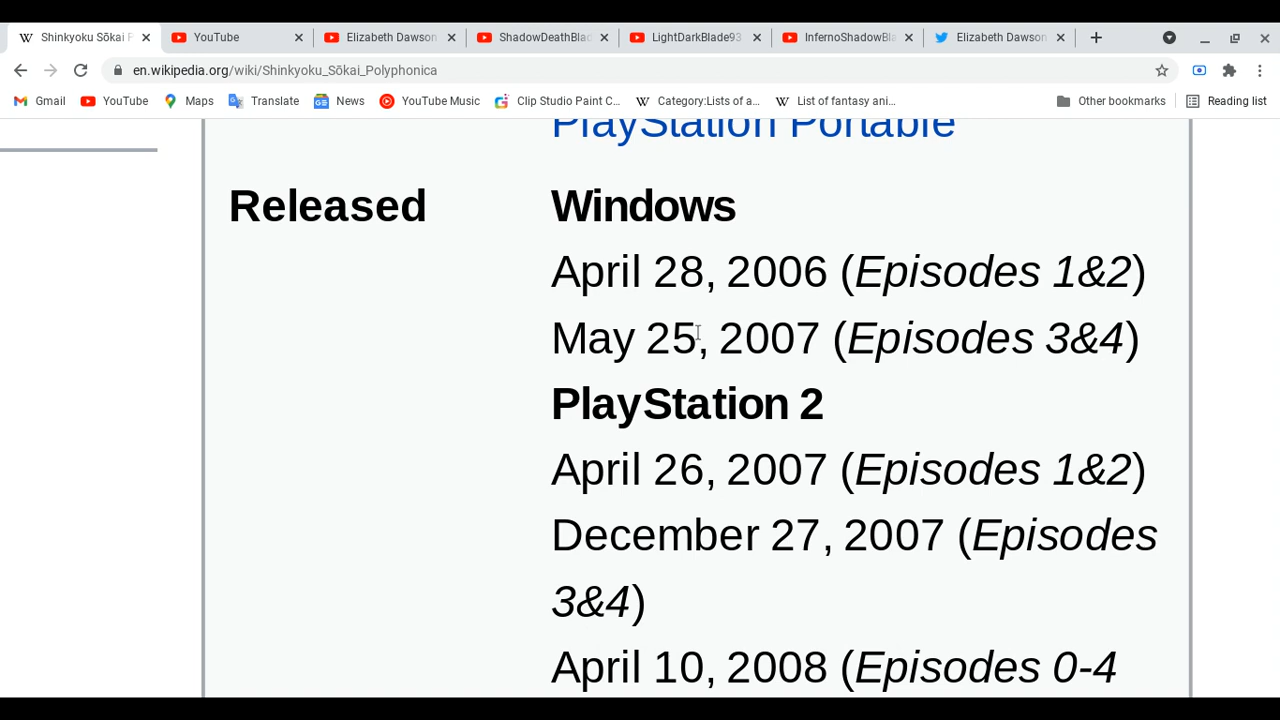 Shinkyoku Sōkai P
YouTube
Elizabeth Dawson
ShadowDeathBlad
LightDarkBlade93
InfernoShadowBla
Elizabeth Dawson
en.wikipedia.org/wiki/Shinkyoku_Sōkai_Polyphonica
Gmail
YouTube
Maps
Translate
News
YouTube Music
Clip Studio Paint C...
Category:Lists of a...
List of fantasy ani...
Other bookmarks
Reading list
PlayStation Portable
Released
Windows
April 28, 2006 (Episodes 1&2)
May 25, 2007 (Episodes 3&4)
PlayStation 2
April 26, 2007 (Episodes 1&2)
December 27, 2007 (Episodes
3&4)
April 10, 2008 (Episodes 0-4